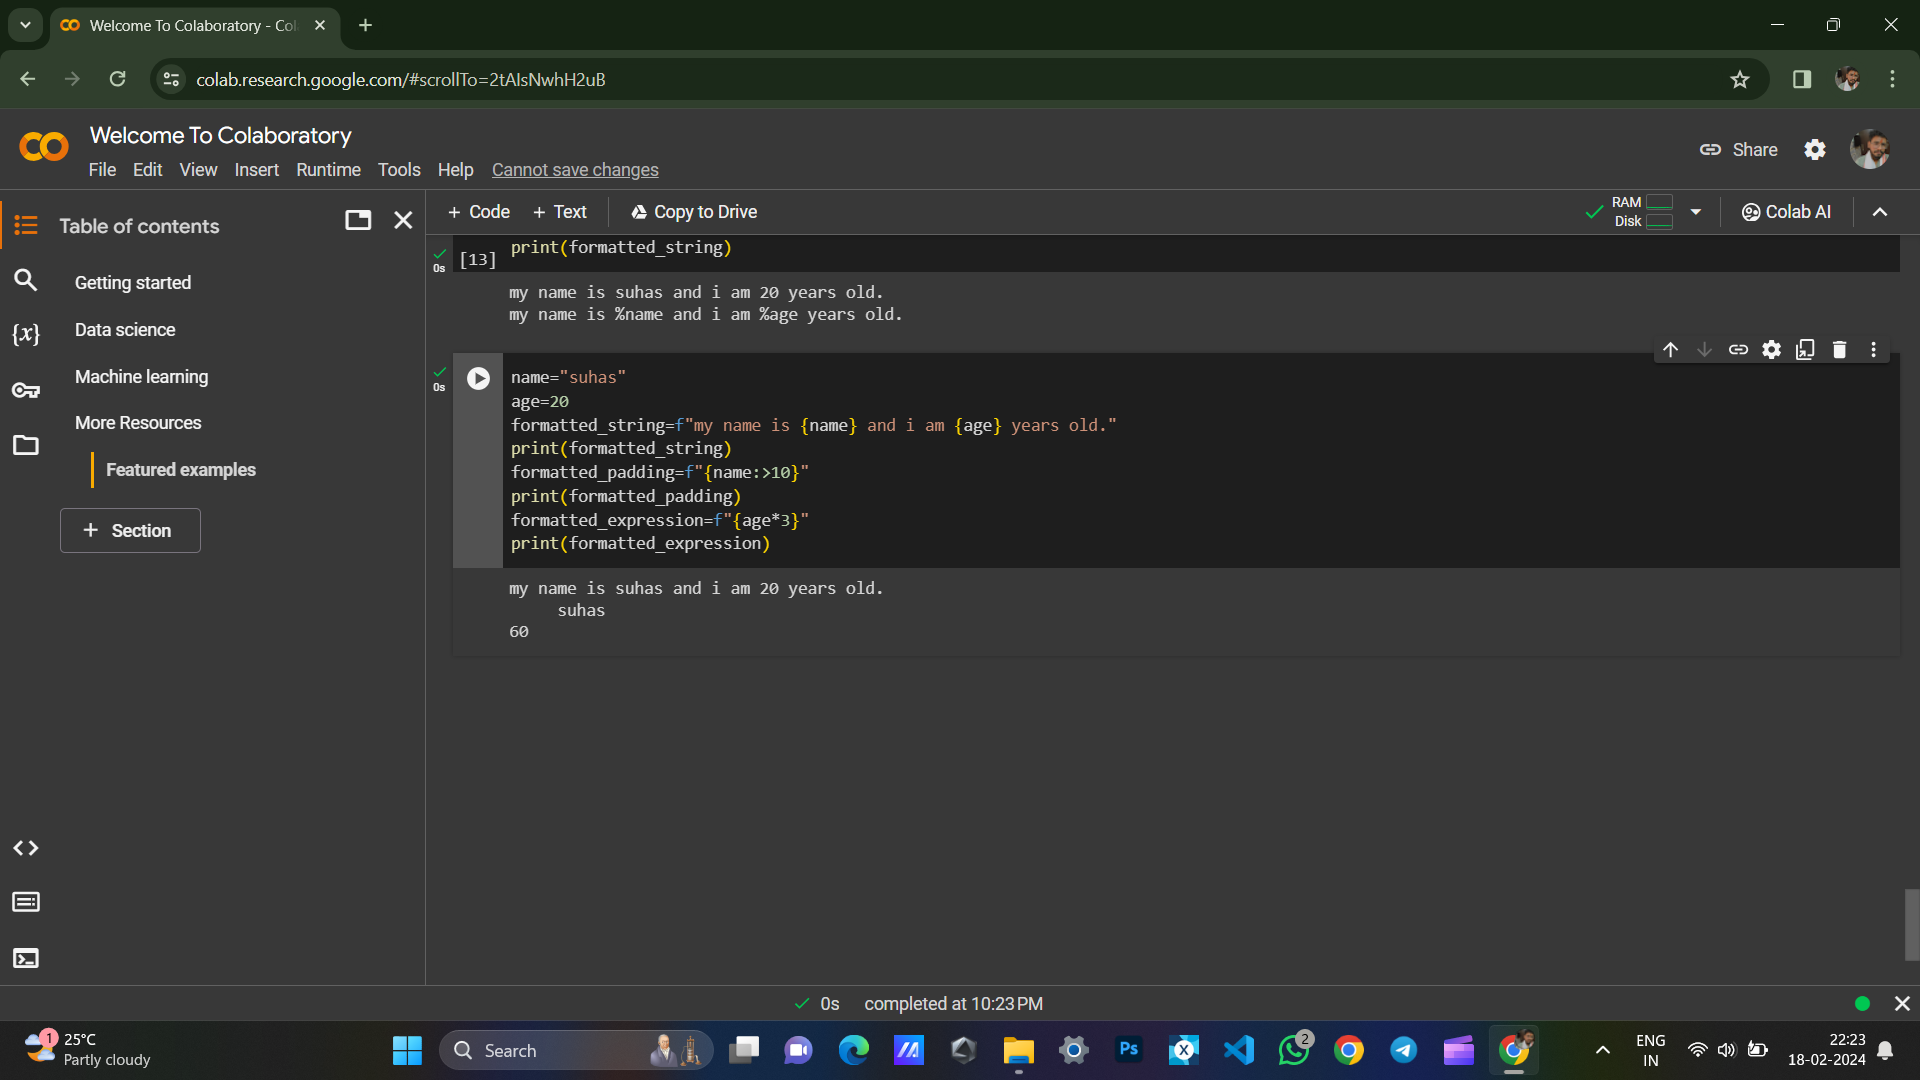 Welcome To Colaboratory - Col
colab.research.google.com/#scrollTo=2tAlsNwhH2uB
Welcome To Colaboratory
File Edit View Insert Runtime Tools Help Cannot save changes
Share
Table of contents
+ Code + Text Copy to Drive
RAM
Disk
Colab AI
Getting started
Data science
Machine learning
More Resources
Featured examples
+ Section
{x}
0s
[13]
print(formatted_string)
my name is suhas and i am 20 years old.
my name is %name and i am %age years old.
0s
name="suhas"
age=20
formatted_string=f"my name is {name} and i am {age} years old."
print(formatted_string)
formatted_padding=f"{name:>10}"
print(formatted_padding)
formatted_expression=f"{age*3}"
print(formatted_expression)
my name is suhas and i am 20 years old.
     suhas
60
0s completed at 10:23 PM
1
25°C
Partly cloudy
Search
Ps
X
2
ENG
IN
22:23
18-02-2024